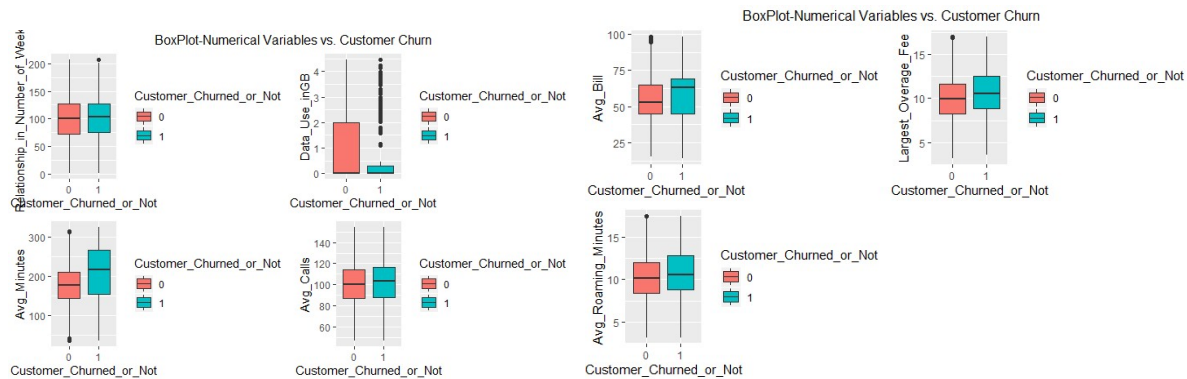 BoxPlot-Numerical Variables vs. Customer Churn
Relationship_in_Number_of_Week
200
150
100
50
0
0 1
Customer_Churned_or_Not
Customer_Churned_or_Not
0
1
Data_Use_inGB
4
3
2
1
0
0 1
Customer_Churned_or_Not
Customer_Churned_or_Not
0
1
Avg_Minutes
300
200
100
0 1
Customer_Churned_or_Not
Customer_Churned_or_Not
0
1
Avg_Calls
140
120
100
80
60
0 1
Customer_Churned_or_Not
Customer_Churned_or_Not
0
1
BoxPlot-Numerical Variables vs. Customer Churn
Avg_Bill
100
75
50
25
0 1
Customer_Churned_or_Not
Customer_Churned_or_Not
0
1
Largest_Overage_Fee
15
10
5
0 1
Customer_Churned_or_Not
Customer_Churned_or_Not
0
1
Avg_Roaming_Minutes
15
10
5
0 1
Customer_Churned_or_Not
Customer_Churned_or_Not
0
1